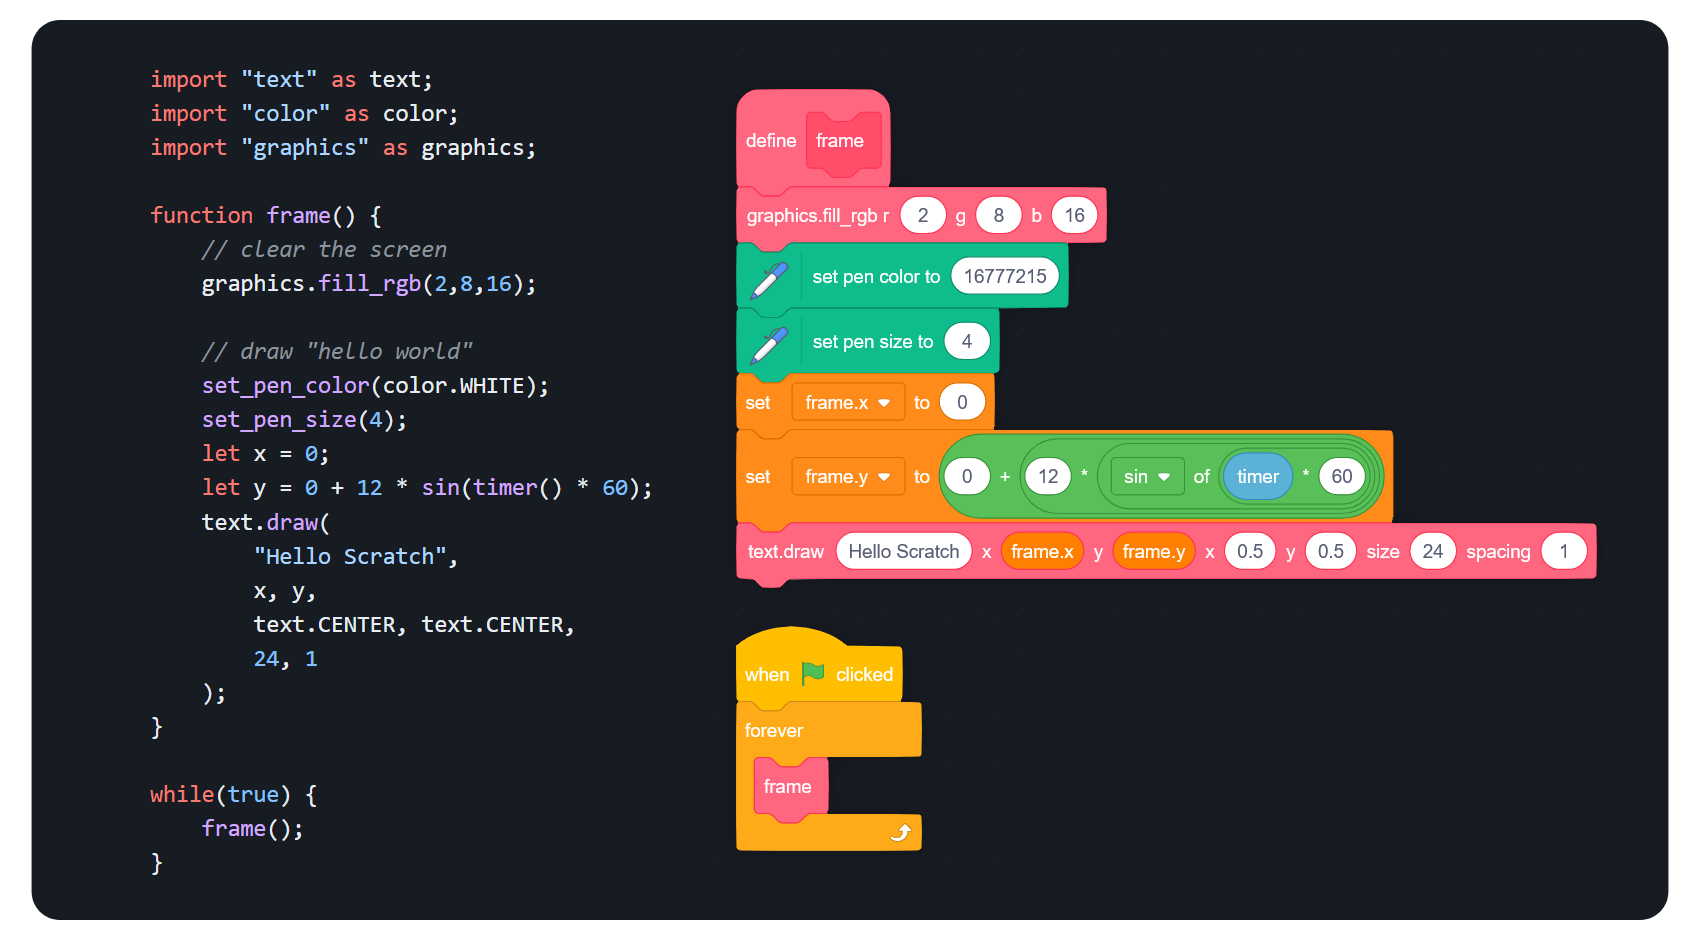 import "text" as text;
import "color" as color;
import "graphics" as graphics;
function frame() {
// clear the screen
graphics.fill_rgb(2,8,16);
// draw "hello world"
set_pen_color(color.WHITE);
set_pen_size(4);
let x = 0;
let y = 0 + 12 * sin(timer() * 60);
text.draw(
"Hello Scratch",
x, y,
text.CENTER, text.CENTER,
24, 1
);
}
while(true) {
frame();
}
define frame
graphics.fill_rgb r 2 g 8 b 16
set pen color to 16777215
set pen size to 4
set frame.x to 0
set frame.y to 0 + 12 * sin of timer * 60
text.draw Hello Scratch x frame.x y frame.y x 0.5 y 0.5 size 24 spacing 1
when clicked
forever
frame